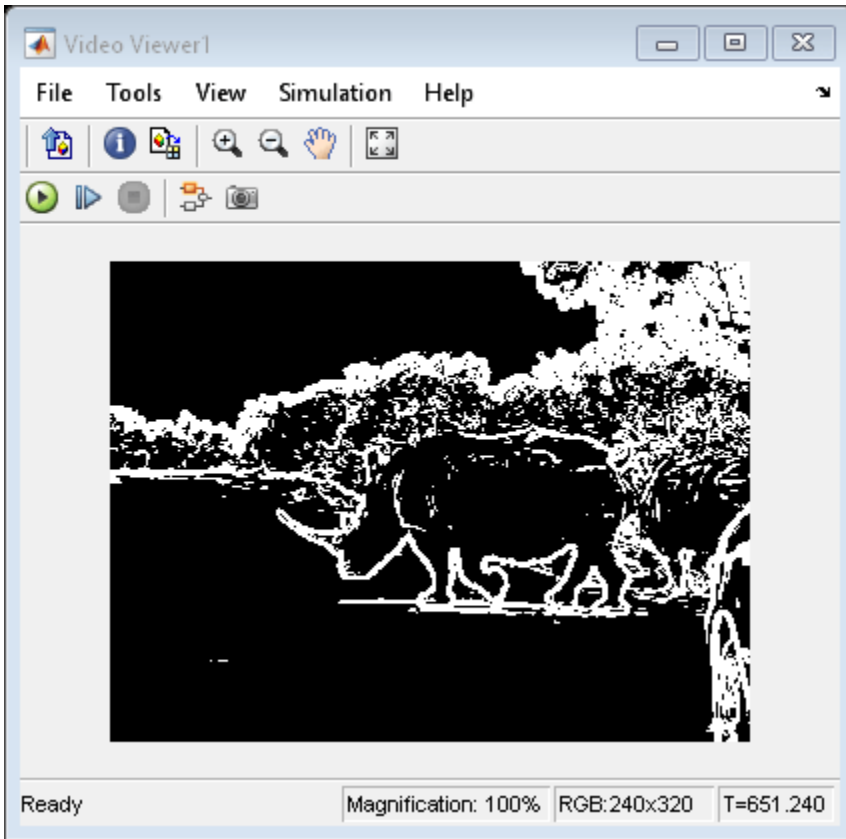 Video Viewer1
File Tools View Simulation Help
Ready Magnification: 100% RGB:240x320 T=651.240